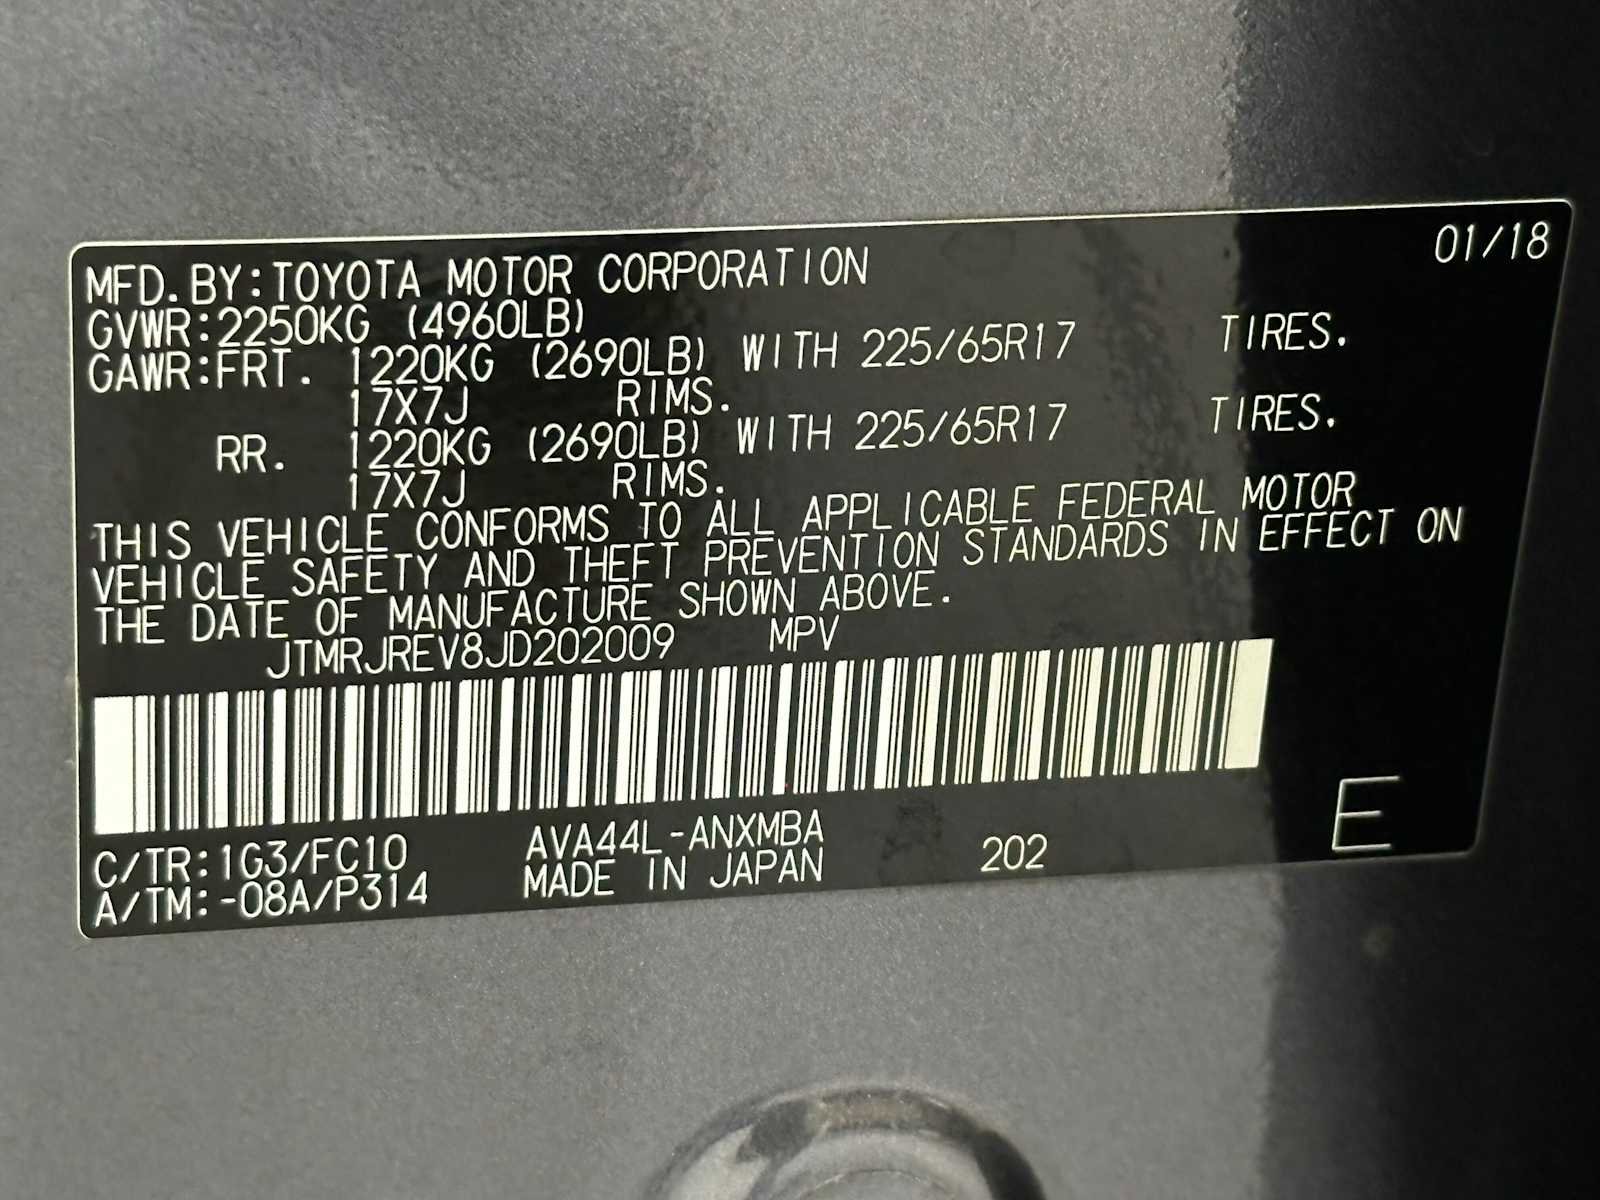 01/18
MFD.BY:TOYOTA MOTOR CORPORATION
GVWR:2250KG (4960LB)
GAWR:FRT. 1220KG (2690LB) WITH 225/65R17 TIRES.
17X7J RIMS.
RR. 1220KG (2690LB) WITH 225/65R17 TIRES.
17X7J RIMS.
THIS VEHICLE CONFORMS TO ALL APPLICABLE FEDERAL MOTOR
VEHICLE SAFETY AND THEFT PREVENTION STANDARDS IN EFFECT ON
THE DATE OF MANUFACTURE SHOWN ABOVE.
JTMRJREV8JD202009 MPV
C/TR:1G3/FC10 AVA44L-ANXMBA
A/TM:-08A/P314 MADE IN JAPAN 202 E